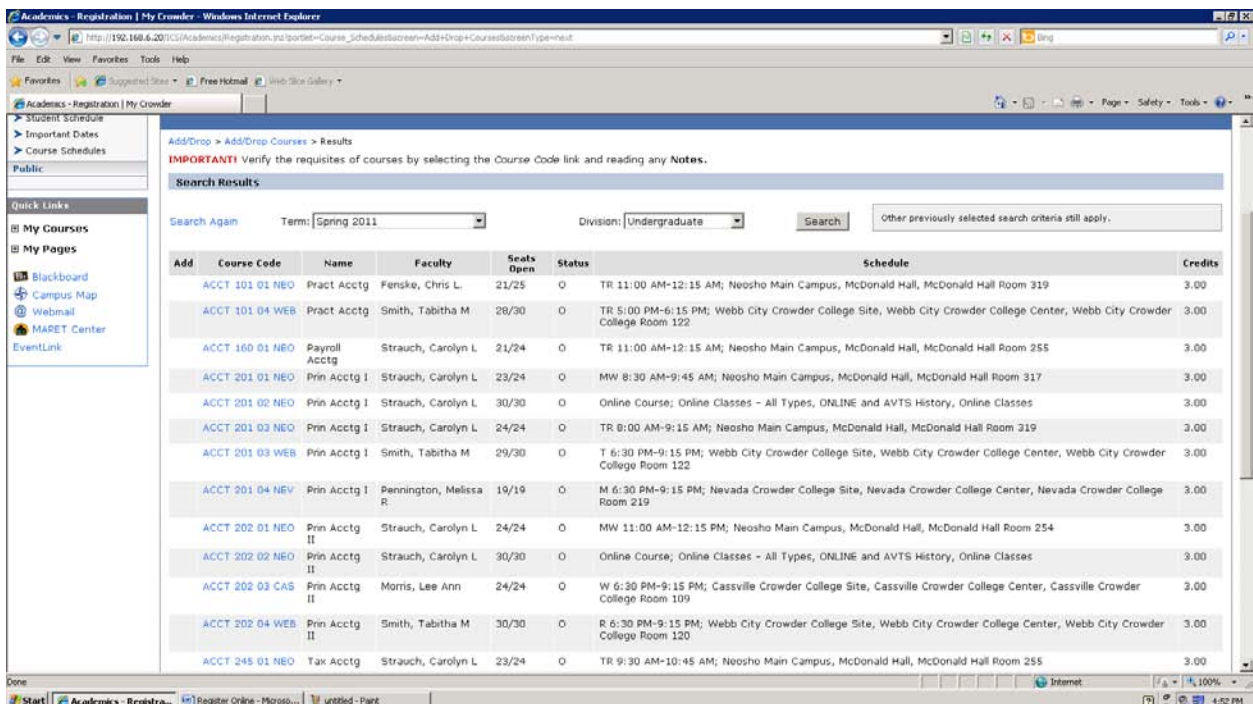 Academics - Registration | My Crowder - Windows Internet Explorer
http://192.168.6.20/ICS/Academics/Registration.jnz?portlet=Course_Schedules&screen=Add+Drop+Courses&screenType=next
Bing
File Edit View Favorites Tools Help
Favorites Suggested Sites Free Hotmail Web Slice Gallery
Academics - Registration | My Crowder
Page Safety Tools
Student Schedule
Important Dates
Course Schedules
Public
Quick Links
My Courses
My Pages
Blackboard
Campus Map
Webmail
MARET Center
EventLink
Add/Drop > Add/Drop Courses > Results
IMPORTANT! Verify the requisites of courses by selecting the Course Code link and reading any Notes.
Search Results
Search Again Term: Spring 2011 Division: Undergraduate Search Other previously selected search criteria still apply.
Add Course Code Name Faculty Seats Open Status Schedule Credits
ACCT 101 01 NEO Pract Acctg Fenske, Chris L. 21/25 O TR 11:00 AM-12:15 AM; Neosho Main Campus, McDonald Hall, McDonald Hall Room 319 3.00
ACCT 101 04 WEB Pract Acctg Smith, Tabitha M 28/30 O TR 5:00 PM-6:15 PM; Webb City Crowder College Site, Webb City Crowder College Center, Webb City Crowder 3.00
College Room 122
ACCT 160 01 NEO Payroll Strauch, Carolyn L 21/24 O TR 11:00 AM-12:15 AM; Neosho Main Campus, McDonald Hall, McDonald Hall Room 255 3.00
Acctg
ACCT 201 01 NEO Prin Acctg I Strauch, Carolyn L 23/24 O MW 8:30 AM-9:45 AM; Neosho Main Campus, McDonald Hall, McDonald Hall Room 317 3.00
ACCT 201 02 NEO Prin Acctg I Strauch, Carolyn L 30/30 O Online Course; Online Classes - All Types, ONLINE and AVTS History, Online Classes 3.00
ACCT 201 03 NEO Prin Acctg I Strauch, Carolyn L 24/24 O TR 8:00 AM-9:15 AM; Neosho Main Campus, McDonald Hall, McDonald Hall Room 319 3.00
ACCT 201 03 WEB Prin Acctg I Smith, Tabitha M 29/30 O T 6:30 PM-9:15 PM; Webb City Crowder College Site, Webb City Crowder College Center, Webb City Crowder 3.00
College Room 122
ACCT 201 04 NEV Prin Acctg I Pennington, Melissa 19/19 O M 6:30 PM-9:15 PM; Nevada Crowder College Site, Nevada Crowder College Center, Nevada Crowder College 3.00
R Room 219
ACCT 202 01 NEO Prin Acctg Strauch, Carolyn L 24/24 O MW 11:00 AM-12:15 PM; Neosho Main Campus, McDonald Hall, McDonald Hall Room 254 3.00
II
ACCT 202 02 NEO Prin Acctg Strauch, Carolyn L 30/30 O Online Course; Online Classes - All Types, ONLINE and AVTS History, Online Classes 3.00
II
ACCT 202 03 CAS Prin Acctg Morris, Lee Ann 24/24 O W 6:30 PM-9:15 PM; Cassville Crowder College Site, Cassville Crowder College Center, Cassville Crowder 3.00
II College Room 109
ACCT 202 04 WEB Prin Acctg Smith, Tabitha M 30/30 O R 6:30 PM-9:15 PM; Webb City Crowder College Site, Webb City Crowder College Center, Webb City Crowder 3.00
II College Room 120
ACCT 245 01 NEO Tax Acctg Strauch, Carolyn L 23/24 O TR 9:30 AM-10:45 AM; Neosho Main Campus, McDonald Hall, McDonald Hall Room 255 3.00
Done Internet 100%
Start Academics - Registra... Register Online - Microso... untitled - Paint 4:52 PM